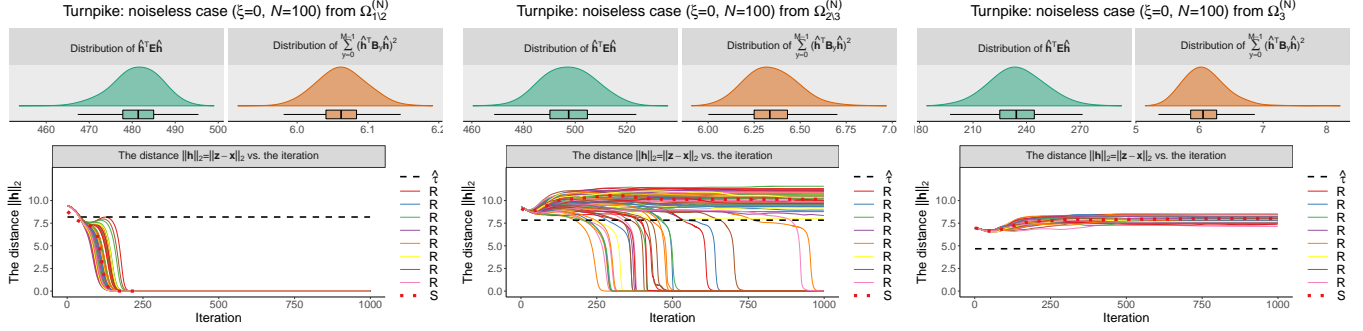 Turnpike: noiseless case (ξ=0, N=100) from Ω₁\₂⁽ᴺ⁾
Distribution of ĥᵀEĥ
Distribution of ∑_{y=0}^{M−1} (ĥᵀB_yĥ)²
460 470 480 490 500
6.0 6.1 6.2
The distance ||h||₂=||z−x||₂ vs. the iteration
The distance ||h||₂
10.0
7.5
5.0
2.5
0.0
0 250 500 750 1000
Iteration
τ̂
R
R
R
R
R
R
R
R
S
Turnpike: noiseless case (ξ=0, N=100) from Ω₂\₃⁽ᴺ⁾
Distribution of ĥᵀEĥ
Distribution of ∑_{y=0}^{M−1} (ĥᵀB_yĥ)²
460 480 500 520
6.00 6.25 6.50 6.75 7.0
The distance ||h||₂=||z−x||₂ vs. the iteration
The distance ||h||₂
10.0
7.5
5.0
2.5
0.0
0 250 500 750 1000
Iteration
τ̂
R
R
R
R
R
R
R
R
S
Turnpike: noiseless case (ξ=0, N=100) from Ω₃⁽ᴺ⁾
Distribution of ĥᵀEĥ
Distribution of ∑_{y=0}^{M−1} (ĥᵀB_yĥ)²
180 210 240 270
5 6 7 8
The distance ||h||₂=||z−x||₂ vs. the iteration
The distance ||h||₂
10.0
7.5
5.0
2.5
0.0
0 250 500 750 1000
Iteration
τ̂
R
R
R
R
R
R
R
R
S